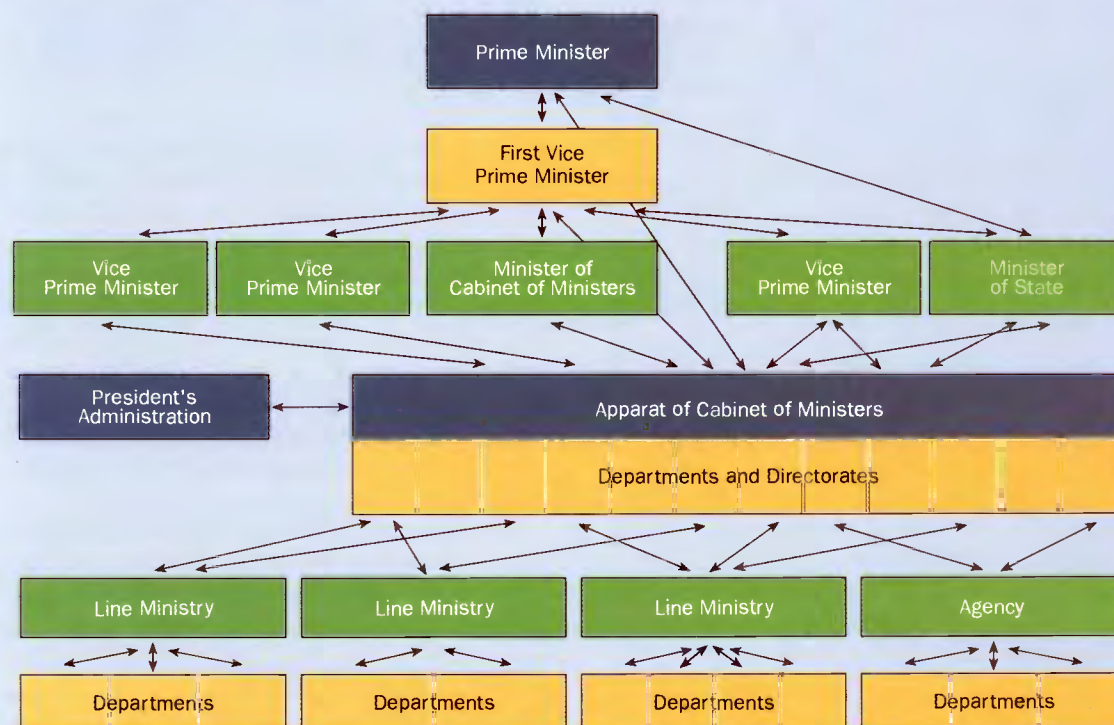 Prime Minister
First Vice
Prime Minister
Vice
Prime Minister
Vice
Prime Minister
Minister of
Cabinet of Ministers
Vice
Prime Minister
Minister
of State
President's
Administration
Apparat of Cabinet of Ministers
Departments and Directorates
Line Ministry
Line Ministry
Line Ministry
Agency
Departments
Departments
Departments
Departments